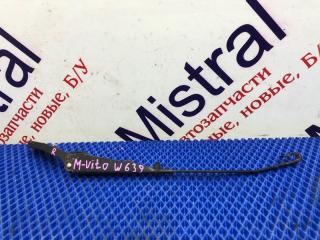 Mistral
Автозапчасти
новые, Б/У
Mistral
Автозапчасти
новые, Б/у
R
M-Vito W639